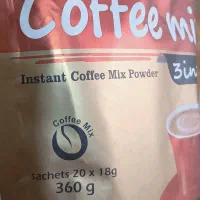 Coffee mi
3in
Instant Coffee Mix Powder
Coffee Mix
sachets 20 x 18g
360 g